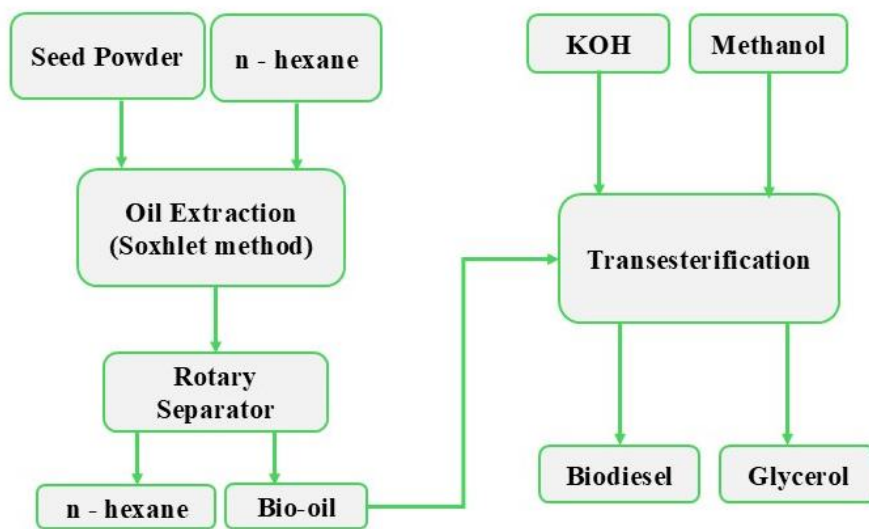 Seed Powder
n - hexane
Oil Extraction
(Soxhlet method)
Rotary
Separator
n - hexane
Bio-oil
KOH
Methanol
Transesterification
Biodiesel
Glycerol